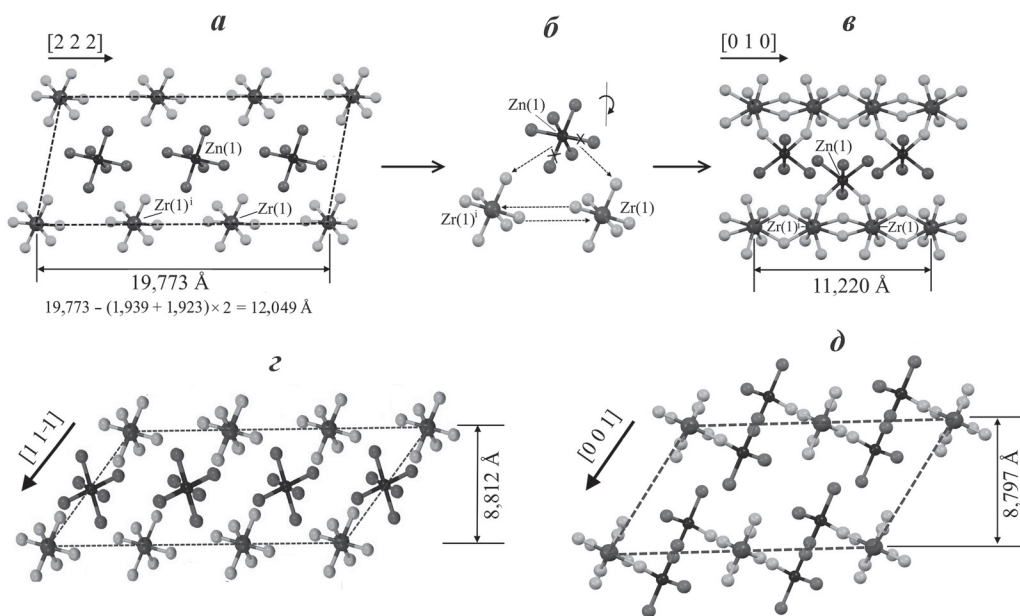 а
б
в
[2 2 2]
[0 1 0]
Zn(1)
Zn(1)
Zn(1)
Zr(1)ⁱ
Zr(1)
Zr(1)ⁱ
Zr(1)
Zr(1)ⁱ
Zr(1)
19,773 Å
11,220 Å
19,773 – (1,939 + 1,923) × 2 = 12,049 Å
г
д
[1 1-1]
[0 0 1]
8,812 Å
8,797 Å